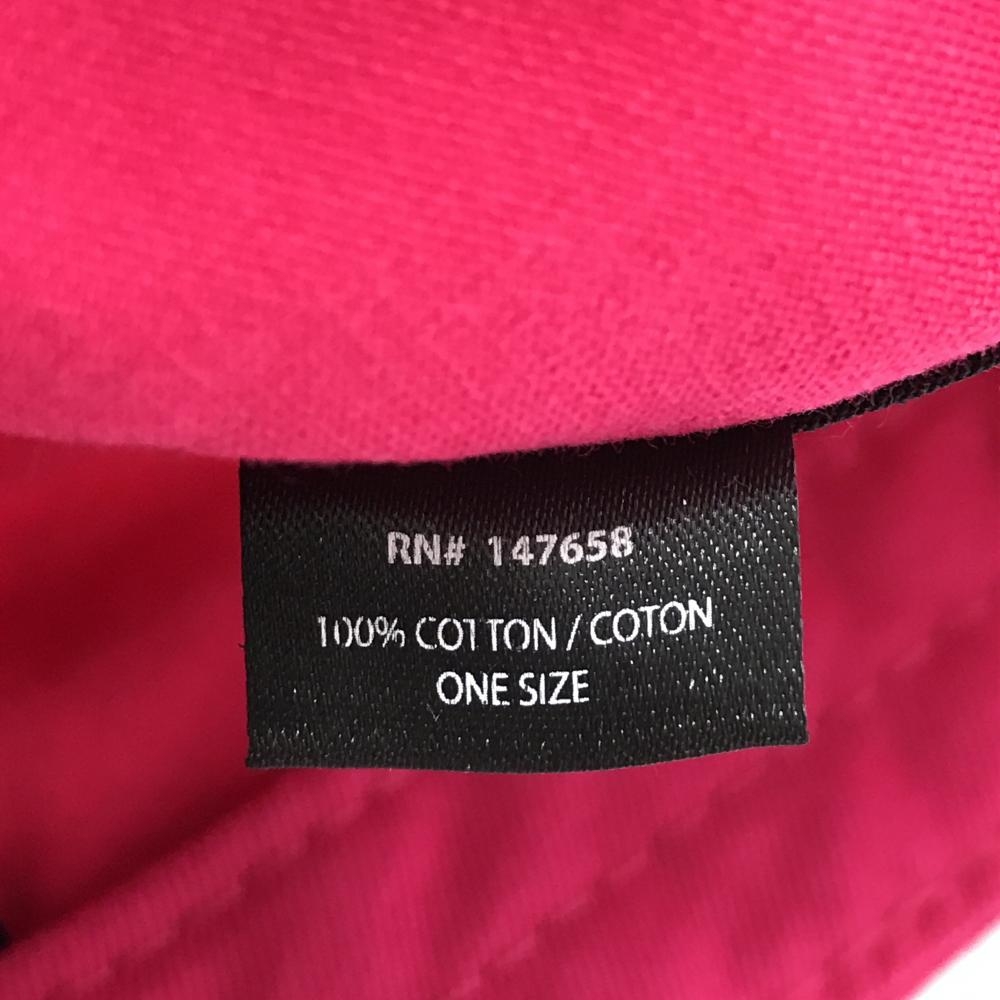 RN# 147658
100% COTTON / COTON
ONE SIZE